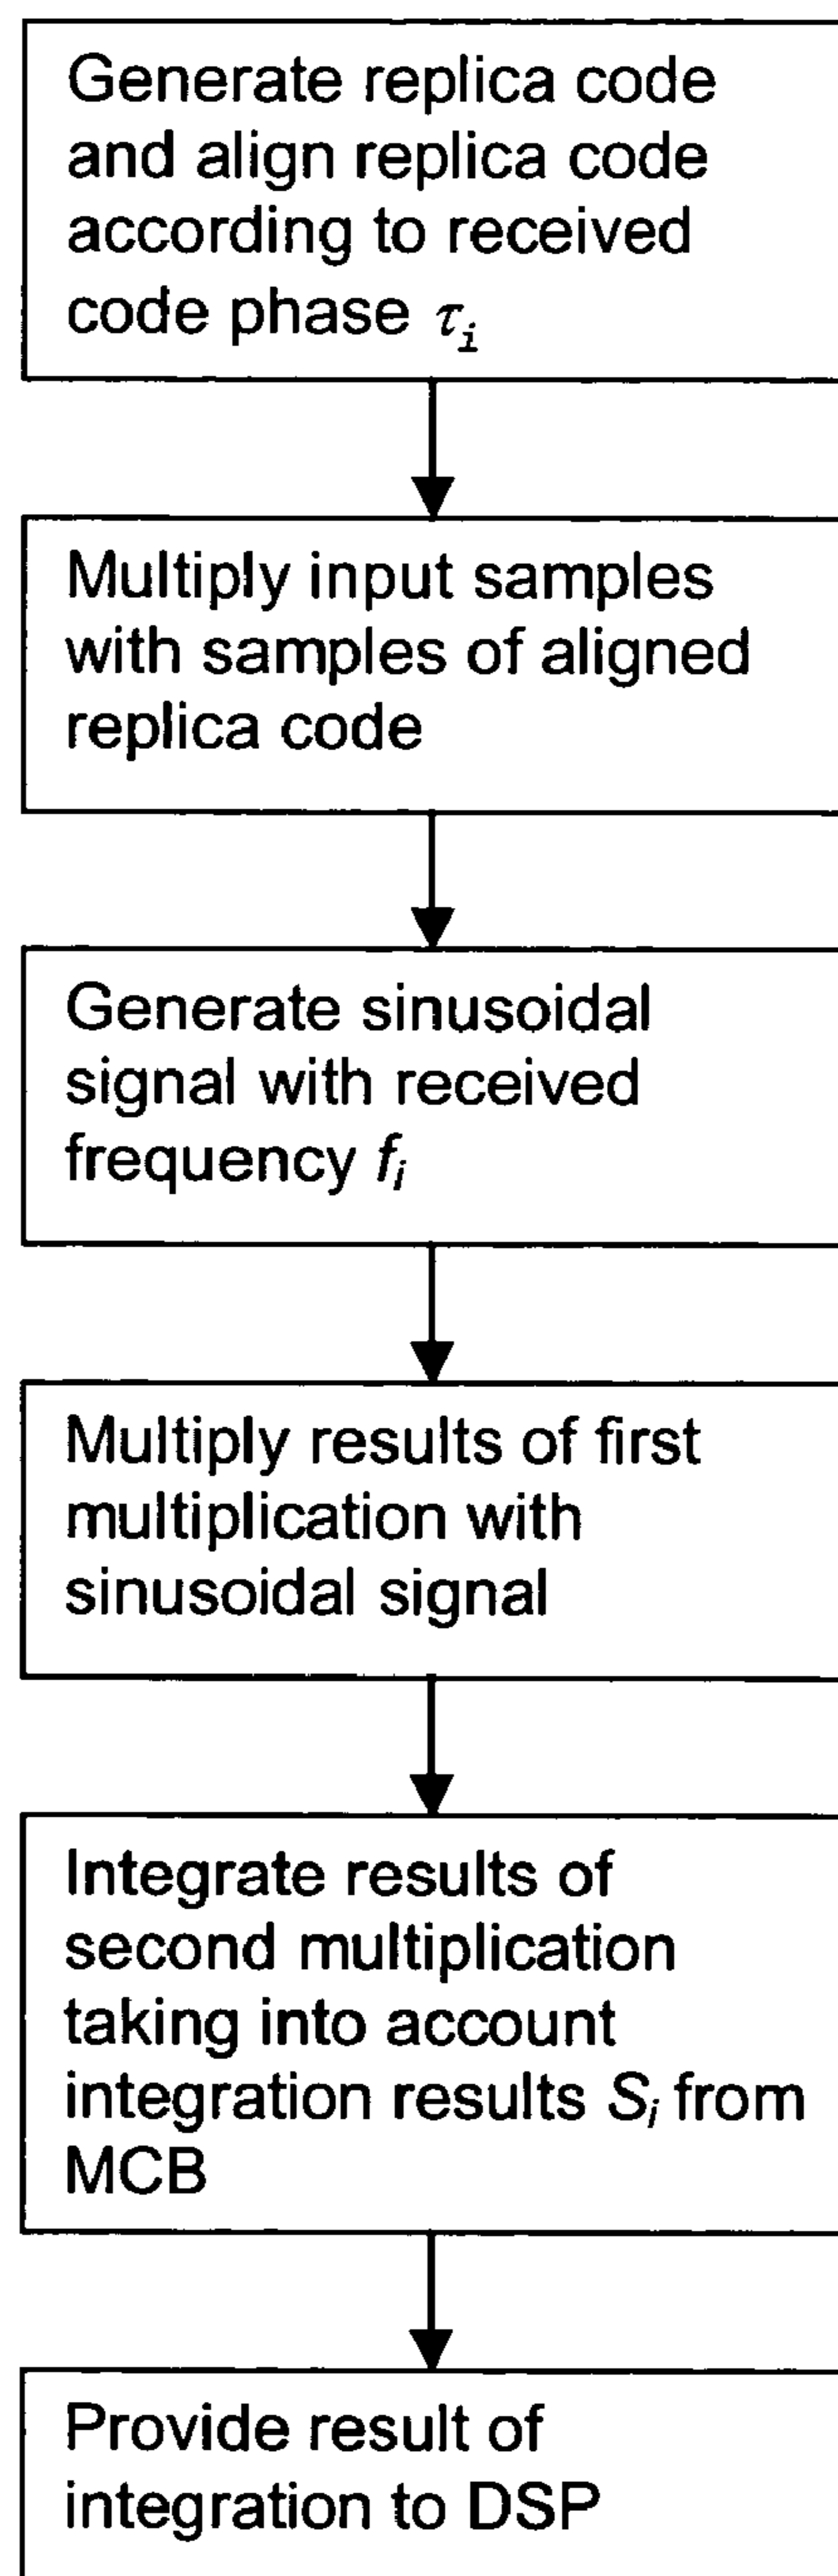 Generate replica code
and align replica code
according to received
code phase τi
Multiply input samples
with samples of aligned
replica code
Generate sinusoidal
signal with received
frequency fi
Multiply results of first
multiplication with
sinusoidal signal
Integrate results of
second multiplication
taking into account
integration results Si from
MCB
Provide result of
integration to DSP